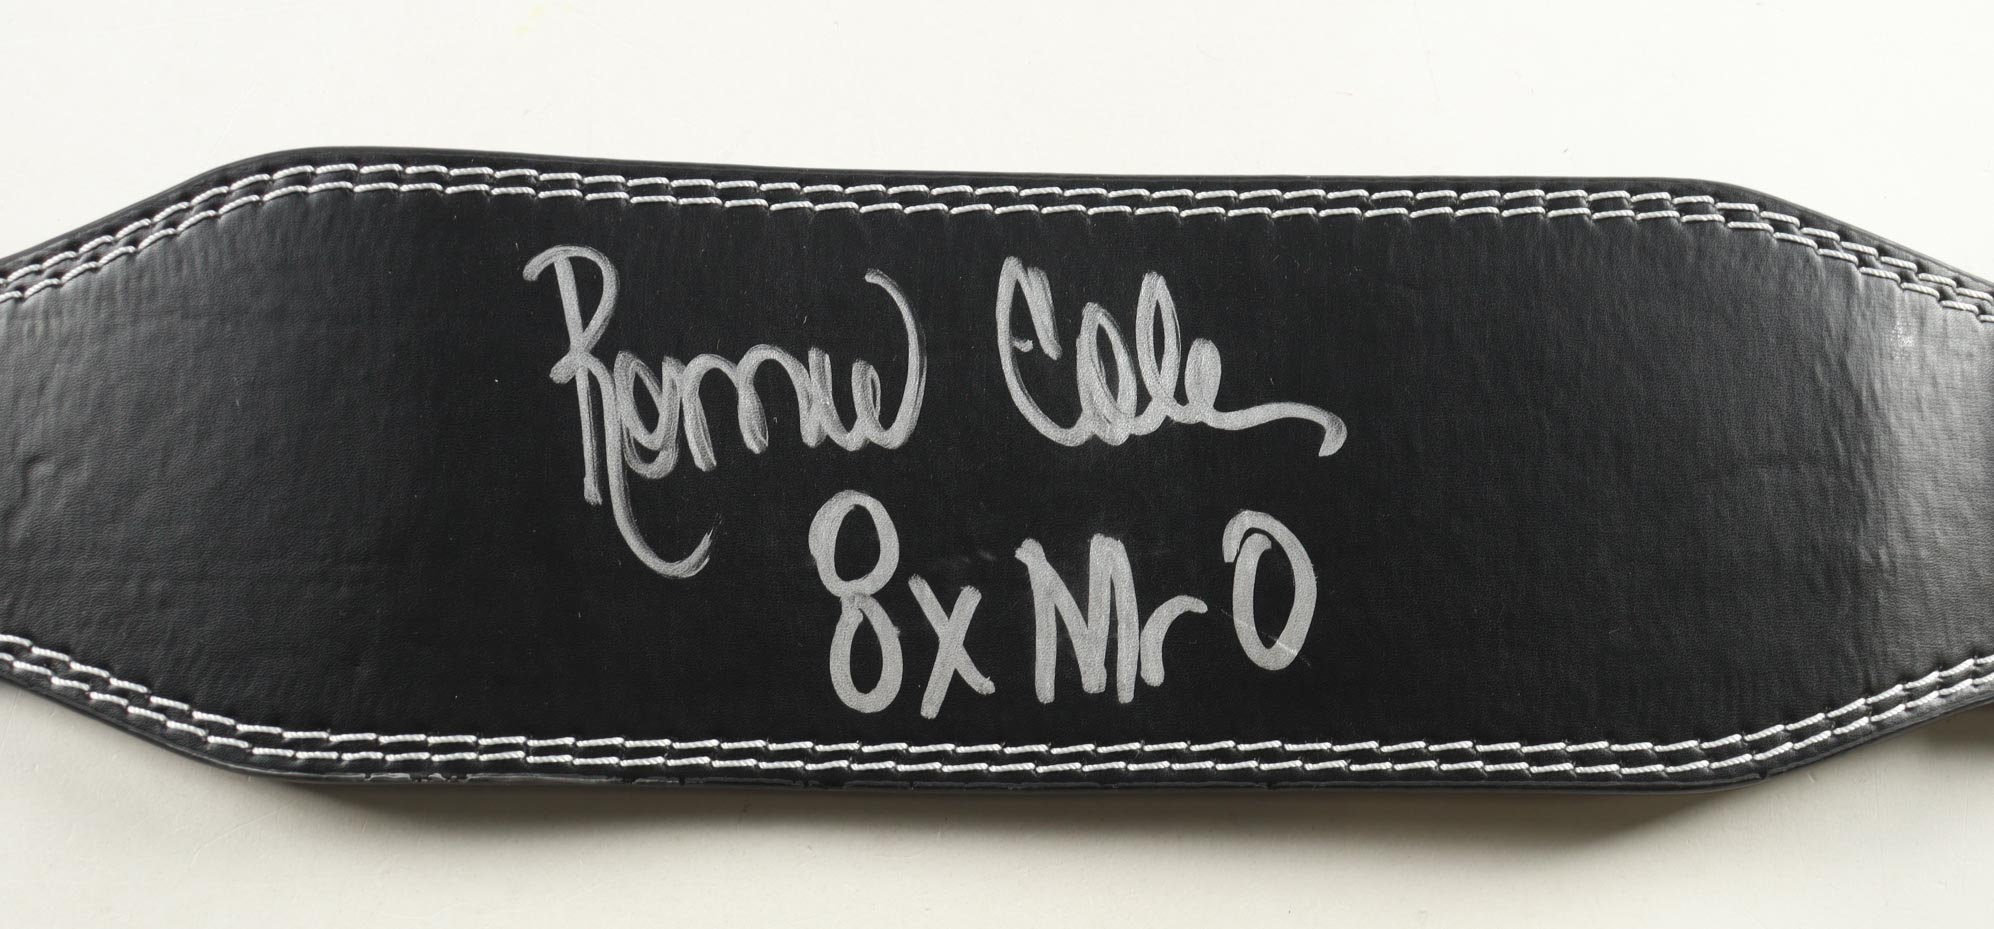 Ronnie Coleman
8x Mr O